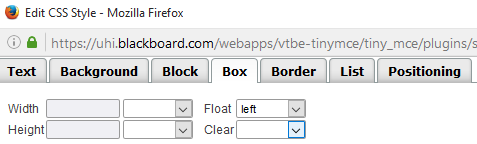 Edit CSS Style - Mozilla Firefox
https://uhi.blackboard.com/webapps/vtbe-tinymce/tiny_mce/plugins/s
Text Background Block Box Border List Positioning
Width Float left
Height Clear